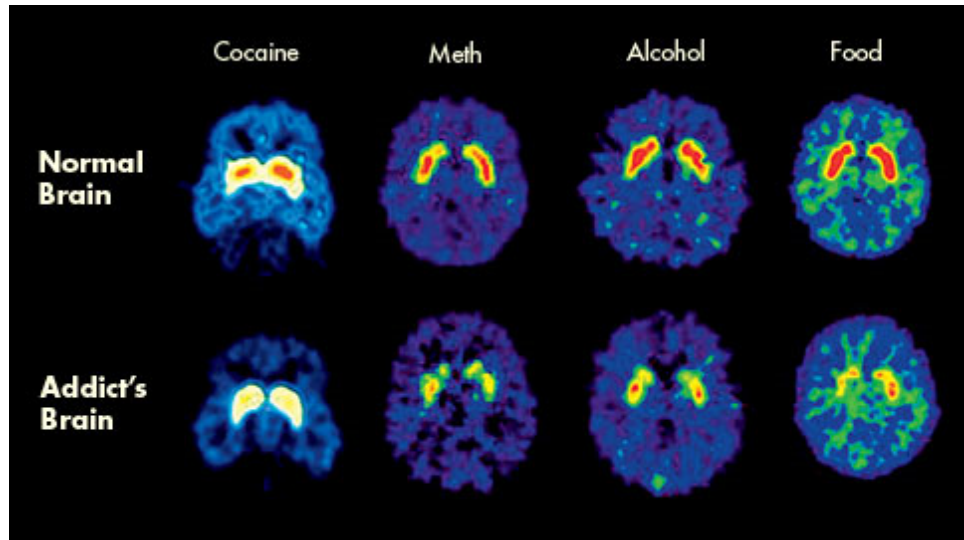 Cocaine Meth Alcohol Food
Normal
Brain
Addict's
Brain